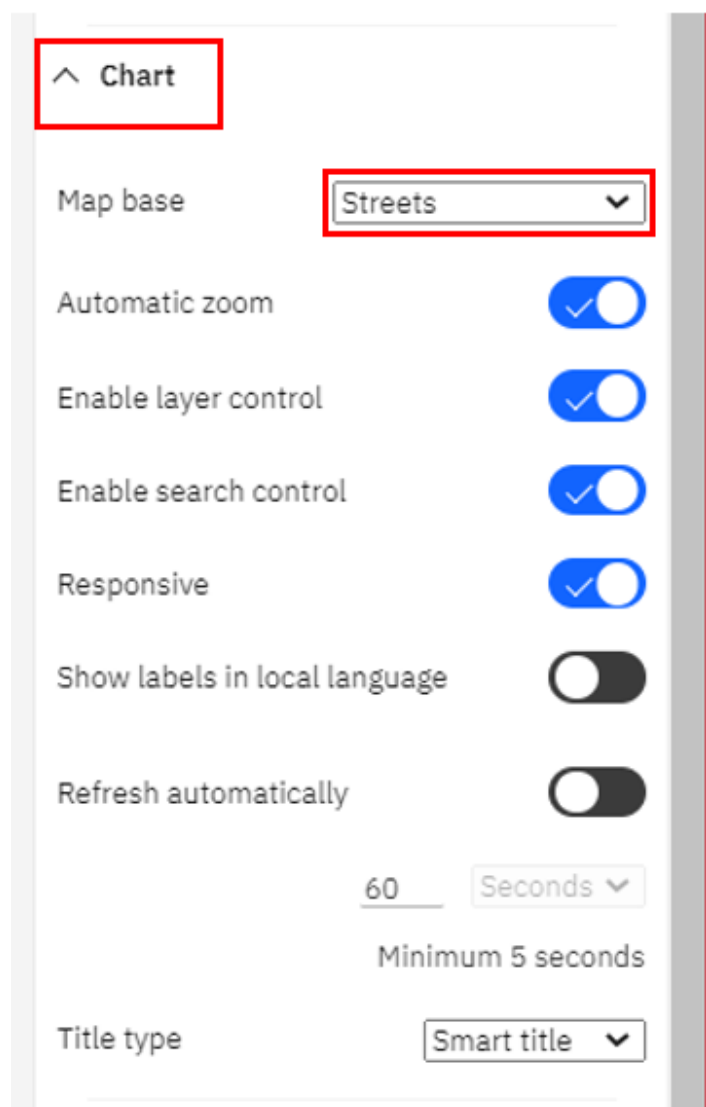 Chart
Map base Streets
Automatic zoom
Enable layer control
Enable search control
Responsive
Show labels in local language
Refresh automatically
60 Seconds
Minimum 5 seconds
Title type Smart title